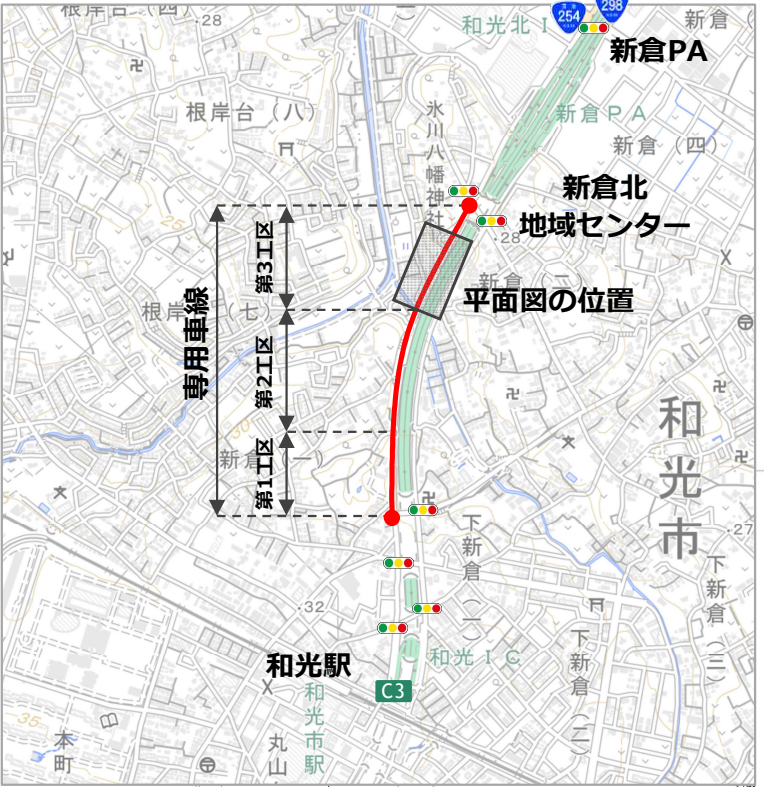 根岸台（四）
28
和光北I
254
298
新倉
新倉PA
根岸台（八）
氷川八幡神社
新倉PA
新倉（四）
新倉北
地域センター
28
第3工区
25
専用車線
平面図の位置
根岸
（七）
第2工区
30
和光市
新倉
（一）
第1工区
27
下新倉（一）
下新倉（三）
32
下新倉（二）
和光駅
和光IC
C3
和光市駅
35
本町
丸山